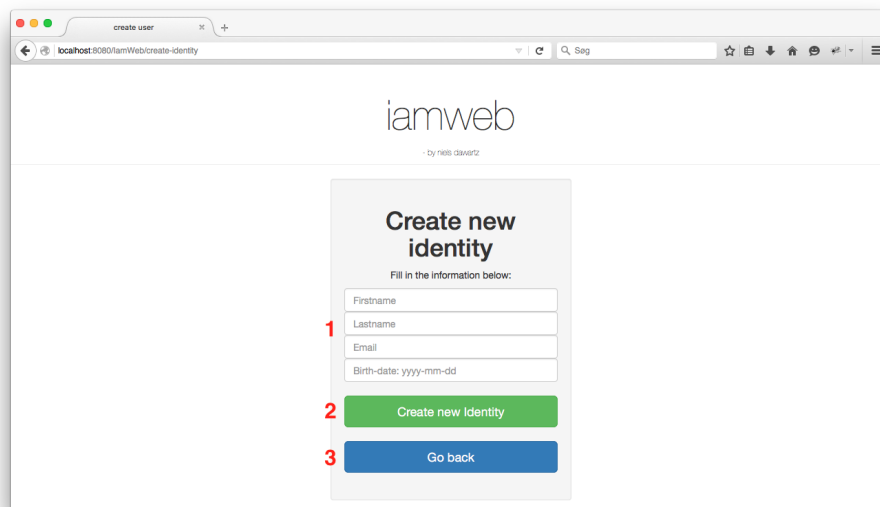 create user
localhost:8080/IamWeb/create-identity
Søg
iamweb
- by niels dawartz
Create new
identity
Fill in the information below:
Firstname
1
Lastname
Email
Birth-date: yyyy-mm-dd
2
Create new Identity
3
Go back